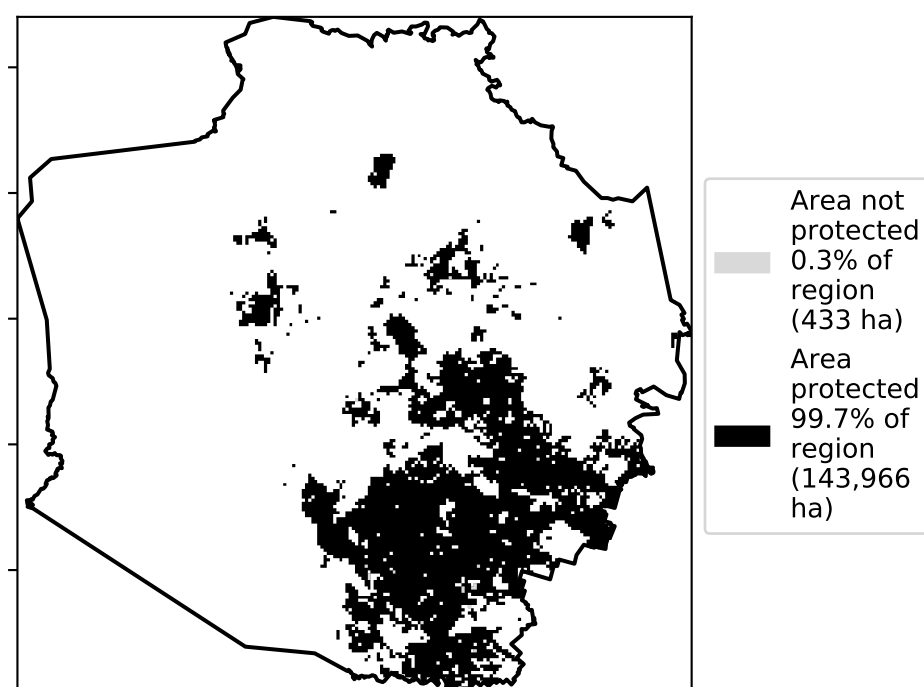 Area not
protected
0.3% of
region
(433 ha)
Area
protected
99.7% of
region
(143,966
ha)